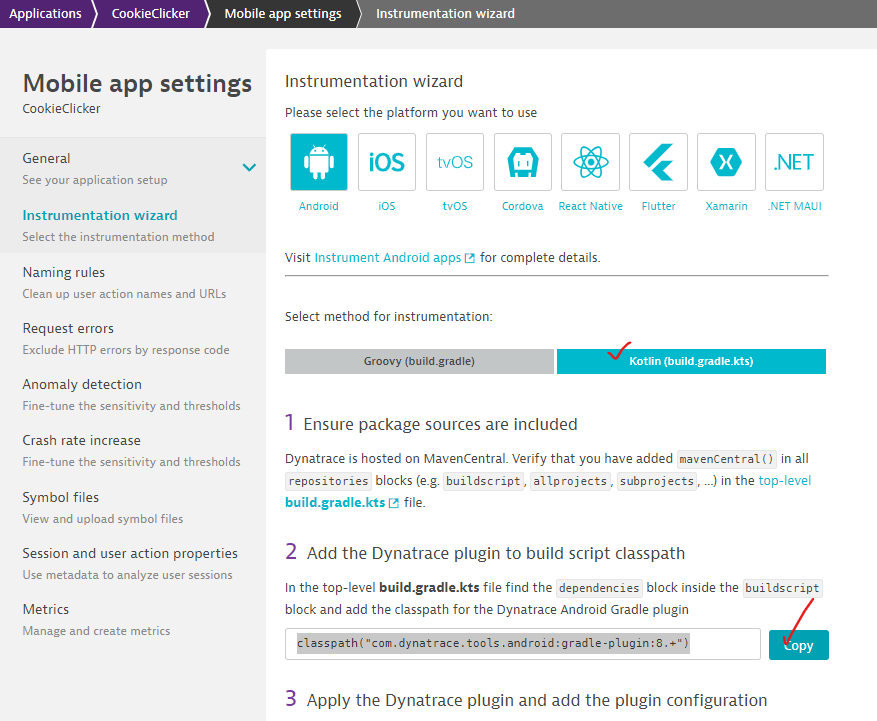 Applications CookieClicker Mobile app settings Instrumentation wizard
Mobile app settings
CookieClicker
General
See your application setup
Instrumentation wizard
Select the instrumentation method
Naming rules
Clean up user action names and URLs
Request errors
Exclude HTTP errors by response code
Anomaly detection
Fine-tune the sensitivity and thresholds
Crash rate increase
Fine-tune the sensitivity and thresholds
Symbol files
View and upload symbol files
Session and user action properties
Use metadata to analyze user sessions
Metrics
Manage and create metrics
Instrumentation wizard
Please select the platform you want to use
iOS tvOS .NET
Android iOS tvOS Cordova React Native Flutter Xamarin .NET MAUI
Visit Instrument Android apps for complete details.
Select method for instrumentation:
Groovy (build.gradle) Kotlin (build.gradle.kts)
1 Ensure package sources are included
Dynatrace is hosted on MavenCentral. Verify that you have added mavenCentral() in all
repositories blocks (e.g. buildscript, allprojects, subprojects, …) in the top-level
build.gradle.kts file.
2 Add the Dynatrace plugin to build script classpath
In the top-level build.gradle.kts file find the dependencies block inside the buildscript
block and add the classpath for the Dynatrace Android Gradle plugin
classpath("com.dynatrace.tools.android:gradle-plugin:8.+") Copy
3 Apply the Dynatrace plugin and add the plugin configuration